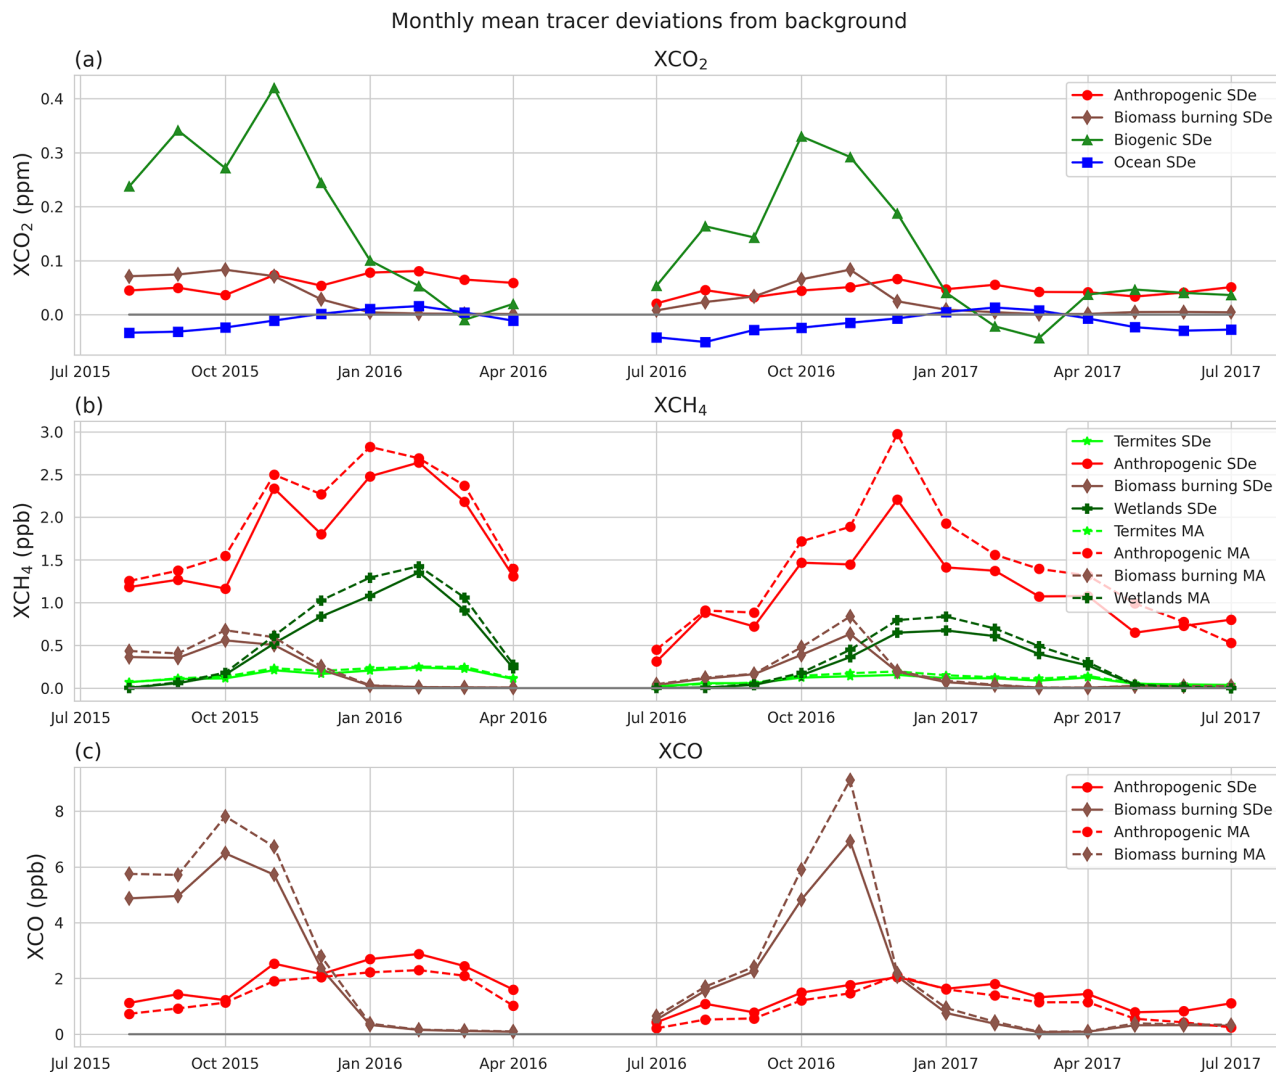 Monthly mean tracer deviations from background
(a) XCO₂
XCO₂ (ppm)
0.4
0.3
0.2
0.1
0.0
Anthropogenic SDe
Biomass burning SDe
Biogenic SDe
Ocean SDe
Jul 2015 Oct 2015 Jan 2016 Apr 2016 Jul 2016 Oct 2016 Jan 2017 Apr 2017 Jul 2017
(b) XCH₄
XCH₄ (ppb)
3.0
2.5
2.0
1.5
1.0
0.5
0.0
Termites SDe
Anthropogenic SDe
Biomass burning SDe
Wetlands SDe
Termites MA
Anthropogenic MA
Biomass burning MA
Wetlands MA
Jul 2015 Oct 2015 Jan 2016 Apr 2016 Jul 2016 Oct 2016 Jan 2017 Apr 2017 Jul 2017
(c) XCO
XCO (ppb)
8
6
4
2
0
Anthropogenic SDe
Biomass burning SDe
Anthropogenic MA
Biomass burning MA
Jul 2015 Oct 2015 Jan 2016 Apr 2016 Jul 2016 Oct 2016 Jan 2017 Apr 2017 Jul 2017